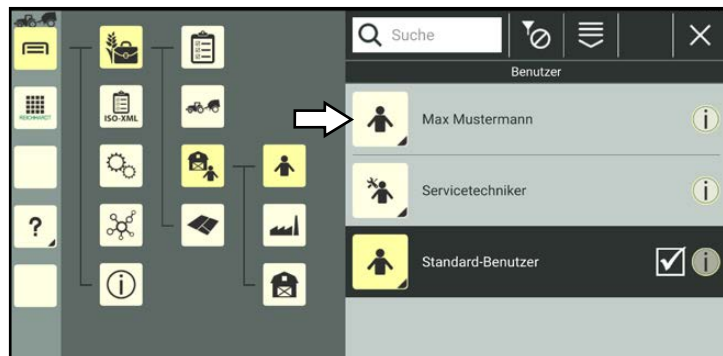 Suche
Benutzer
REICHHARDT
ISO-XML
Max Mustermann
i
Servicetechniker
i
?
Standard-Benutzer
i
i